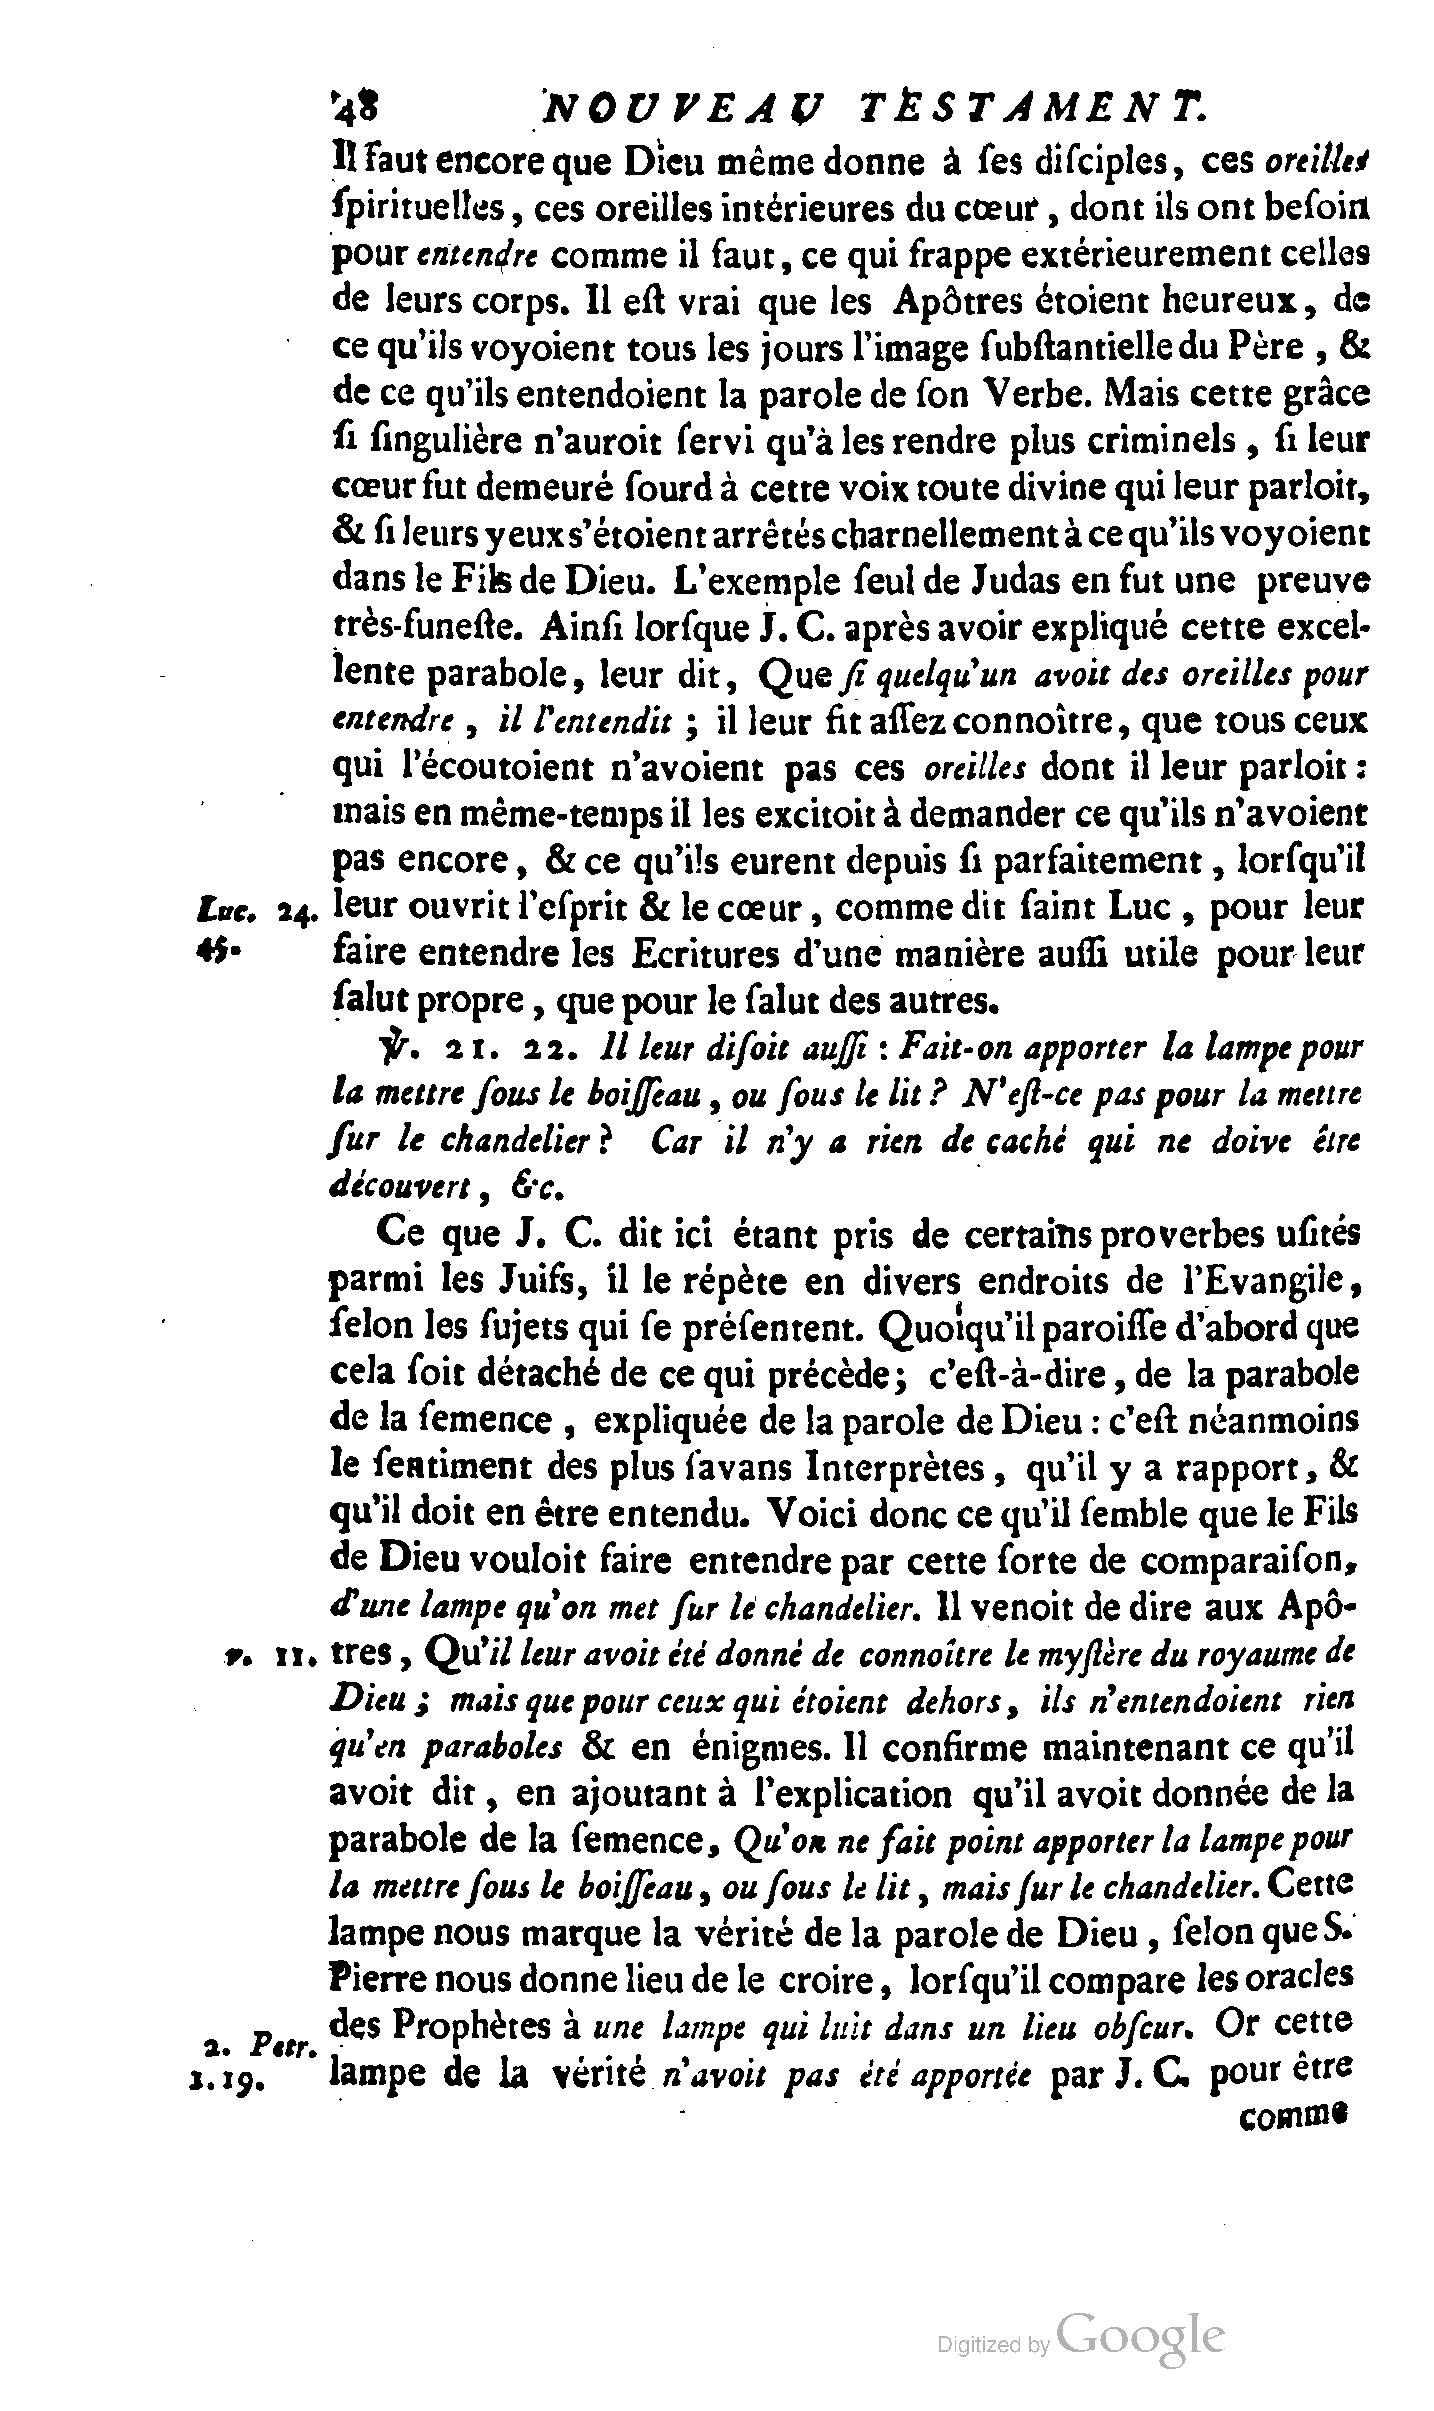 48 NOUVEAU TESTAMENT.
Il faut encore que Dieu même donne à ſes diſciples, ces oreilles
ſpirituelles, ces oreilles intérieures du cœur, dont ils ont beſoin
pour entendre comme il faut, ce qui frappe extérieurement celles
de leurs corps. Il eſt vrai que les Apôtres étoient heureux, de
ce qu'ils voyoient tous les jours l'image ſubſtantielle du Père, &
de ce qu'ils entendoient la parole de ſon Verbe. Mais cette grâce
ſi ſingulière n'auroit ſervi qu'à les rendre plus criminels, ſi leur
cœur fut demeuré ſourd à cette voix toute divine qui leur parloit,
& ſi leurs yeux s'étoient arrêtés charnellement à ce qu'ils voyoient
dans le Fils de Dieu. L'exemple ſeul de Judas en fut une preuve
très-funeſte. Ainſi lorſque J. C. après avoir expliqué cette excel-
lente parabole, leur dit, Que ſi quelqu'un avoit des oreilles pour
entendre, il l'entendit; il leur fit aſſez connoître, que tous ceux
qui l'écoutoient n'avoient pas ces oreilles dont il leur parloit :
mais en même-temps il les excitoit à demander ce qu'ils n'avoient
pas encore, & ce qu'ils eurent depuis ſi parfaitement, lorſqu'il
Luc. 24. leur ouvrit l'eſprit & le cœur, comme dit ſaint Luc, pour leur
45. faire entendre les Ecritures d'une manière auſſi utile pour leur
ſalut propre, que pour le ſalut des autres.
℣. 21. 22. Il leur diſoit auſſi : Fait-on apporter la lampe pour
la mettre ſous le boiſſeau, ou ſous le lit? N'eſt-ce pas pour la mettre
ſur le chandelier? Car il n'y a rien de caché qui ne doive être
découvert, &c.
Ce que J. C. dit ici étant pris de certains proverbes uſités
parmi les Juifs, il le répète en divers endroits de l'Evangile,
ſelon les ſujets qui ſe préſentent. Quoiqu'il paroiſſe d'abord que
cela ſoit détaché de ce qui précède; c'eſt-à-dire, de la parabole
de la ſemence, expliquée de la parole de Dieu : c'eſt néanmoins
le ſentiment des plus ſavans Interprètes, qu'il y a rapport, &
qu'il doit en être entendu. Voici donc ce qu'il ſemble que le Fils
de Dieu vouloit faire entendre par cette ſorte de comparaiſon,
d'une lampe qu'on met ſur le chandelier. Il venoit de dire aux Apô-
v. 11. tres, Qu'il leur avoit été donné de connoître le myſtère du royaume de
Dieu; mais que pour ceux qui étoient dehors, ils n'entendoient rien
qu'en paraboles & en énigmes. Il confirme maintenant ce qu'il
avoit dit, en ajoutant à l'explication qu'il avoit donnée de la
parabole de la ſemence, Qu'on ne fait point apporter la lampe pour
la mettre ſous le boiſſeau, ou ſous le lit, mais ſur le chandelier. Cette
lampe nous marque la vérité de la parole de Dieu, ſelon que S.
Pierre nous donne lieu de le croire, lorſqu'il compare les oracles
2. Petr. des Prophètes à une lampe qui luit dans un lieu obſcur. Or cette
1. 19. lampe de la vérité n'avoit pas été apportée par J. C. pour être
comme
Digitized by Google